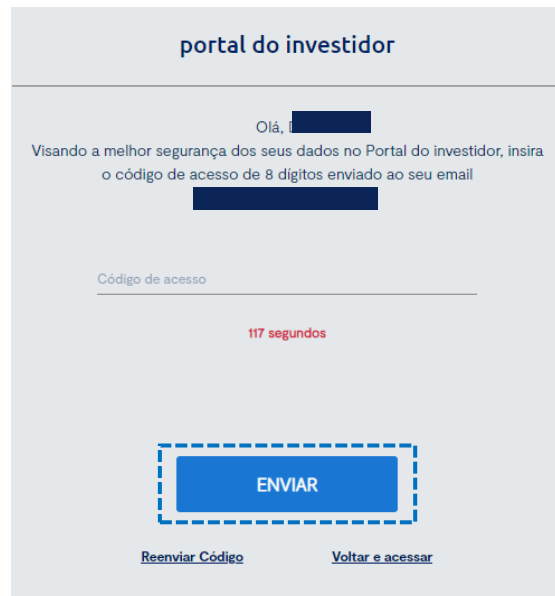 portal do investidor
Olá,
Visando a melhor segurança dos seus dados no Portal do investidor, insira
o código de acesso de 8 dígitos enviado ao seu email
Código de acesso
117 segundos
ENVIAR
Reenviar Código Voltar e acessar